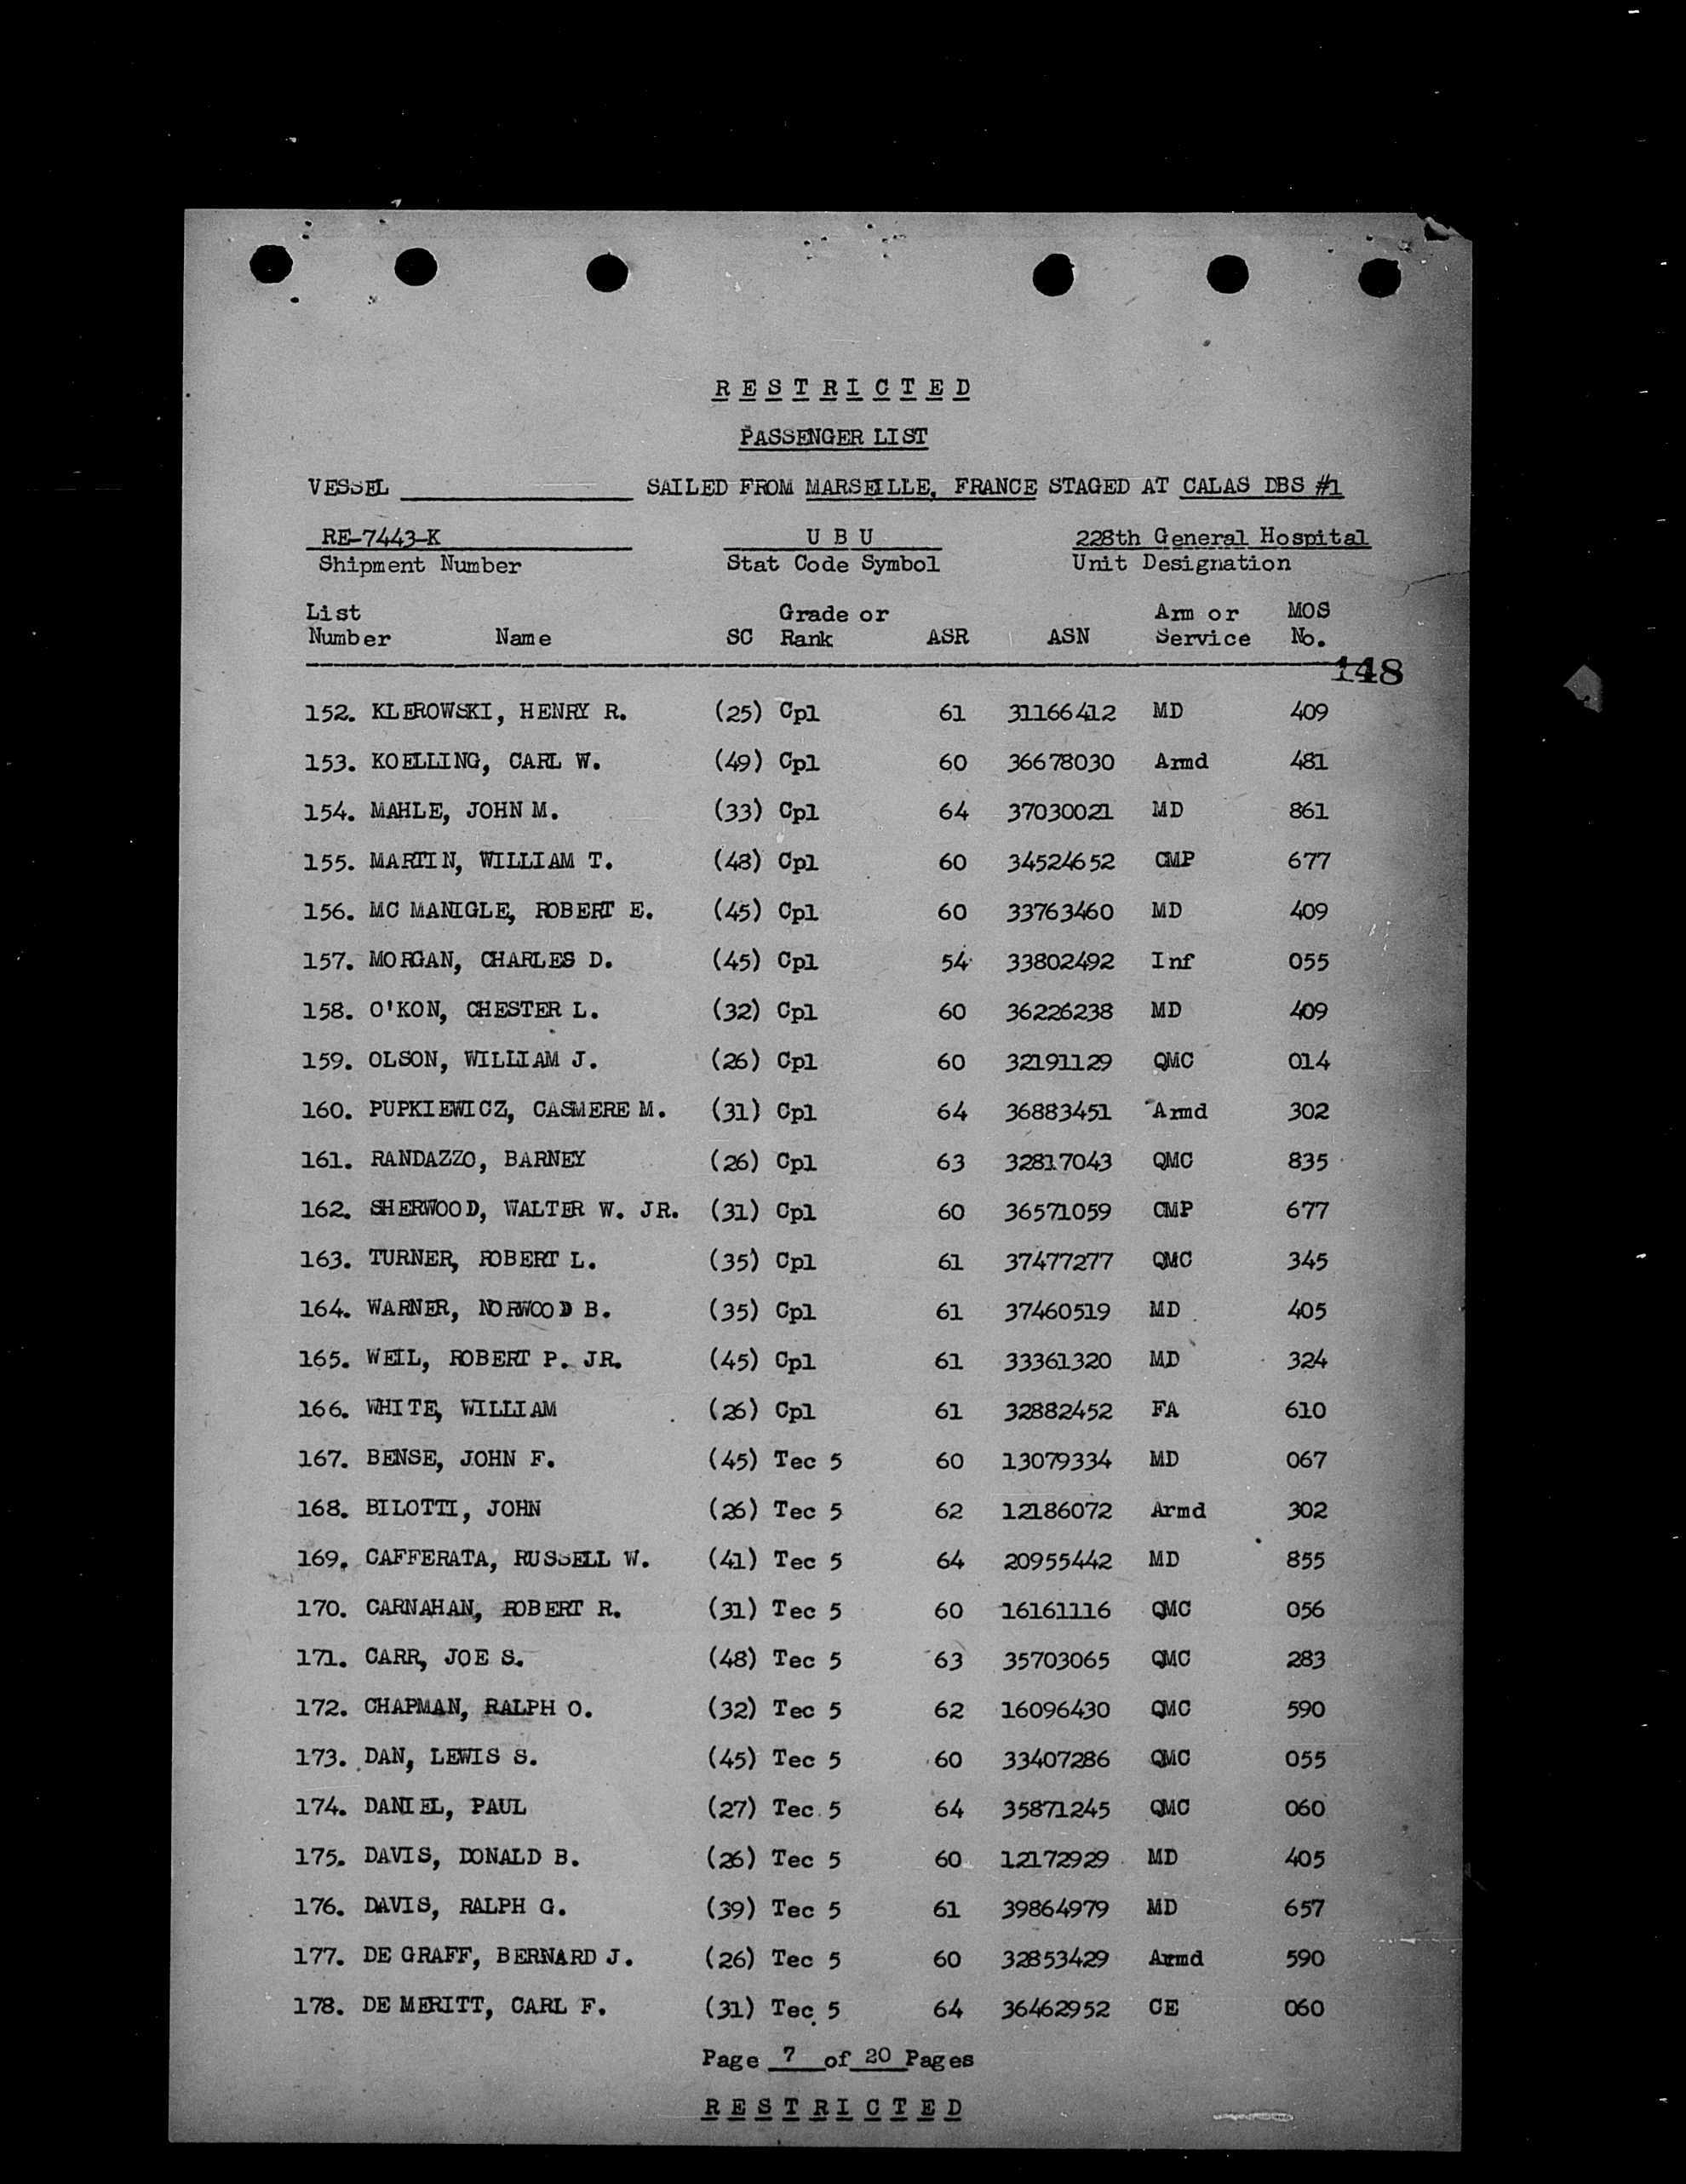 RESTRICTED
PASSENGER LIST
VESSEL SAILED FROM MARSEILLE, FRANCE STAGED AT CALAS DBS #1
RE-7443-K U B U 228th General Hospital
Shipment Number Stat Code Symbol Unit Designation
List Grade or Arm or MOS
Number Name SC Rank ASR ASN Service No.
148
152. KLEROWSKI, HENRY R. (25) Cpl 61 31166412 MD 409
153. KOELLING, CARL W. (49) Cpl 60 36678030 Armd 481
154. MAHLE, JOHN M. (33) Cpl 64 37030021 MD 861
155. MARTIN, WILLIAM T. (48) Cpl 60 34524652 CMP 677
156. MC MANIGLE, ROBERT E. (45) Cpl 60 33763460 MD 409
157. MORGAN, CHARLES D. (45) Cpl 54 33802492 Inf 055
158. O'KON, CHESTER L. (32) Cpl 60 36226238 MD 409
159. OLSON, WILLIAM J. (26) Cpl 60 32191129 QMC 014
160. PUPKIEWICZ, CASMERE M. (31) Cpl 64 36883451 Armd 302
161. RANDAZZO, BARNEY (26) Cpl 63 32817043 QMC 835
162. SHERWOOD, WALTER W. JR. (31) Cpl 60 36571059 CMP 677
163. TURNER, ROBERT L. (35) Cpl 61 37477277 QMC 345
164. WARNER, NORWOOD B. (35) Cpl 61 37460519 MD 405
165. WEIL, ROBERT P. JR. (45) Cpl 61 33361320 MD 324
166. WHITE, WILLIAM (26) Cpl 61 32882452 FA 610
167. BENSE, JOHN F. (45) Tec 5 60 13079334 MD 067
168. BILOTTI, JOHN (26) Tec 5 62 12186072 Armd 302
169. CAFFERATA, RUSSELL W. (41) Tec 5 64 20955442 MD 855
170. CARNAHAN, ROBERT R. (31) Tec 5 60 16161116 QMC 056
171. CARR, JOE S. (48) Tec 5 63 35703065 QMC 283
172. CHAPMAN, RALPH O. (32) Tec 5 62 16096430 QMC 590
173. DAN, LEWIS S. (45) Tec 5 60 33407286 QMC 055
174. DANIEL, PAUL (27) Tec 5 64 35871245 QMC 060
175. DAVIS, DONALD B. (26) Tec 5 60 12172929 MD 405
176. DAVIS, RALPH G. (39) Tec 5 61 39864979 MD 657
177. DE GRAFF, BERNARD J. (26) Tec 5 60 32853429 Armd 590
178. DE MERITT, CARL F. (31) Tec 5 64 36462952 CE 060
Page 7 of 20 Pages
RESTRICTED